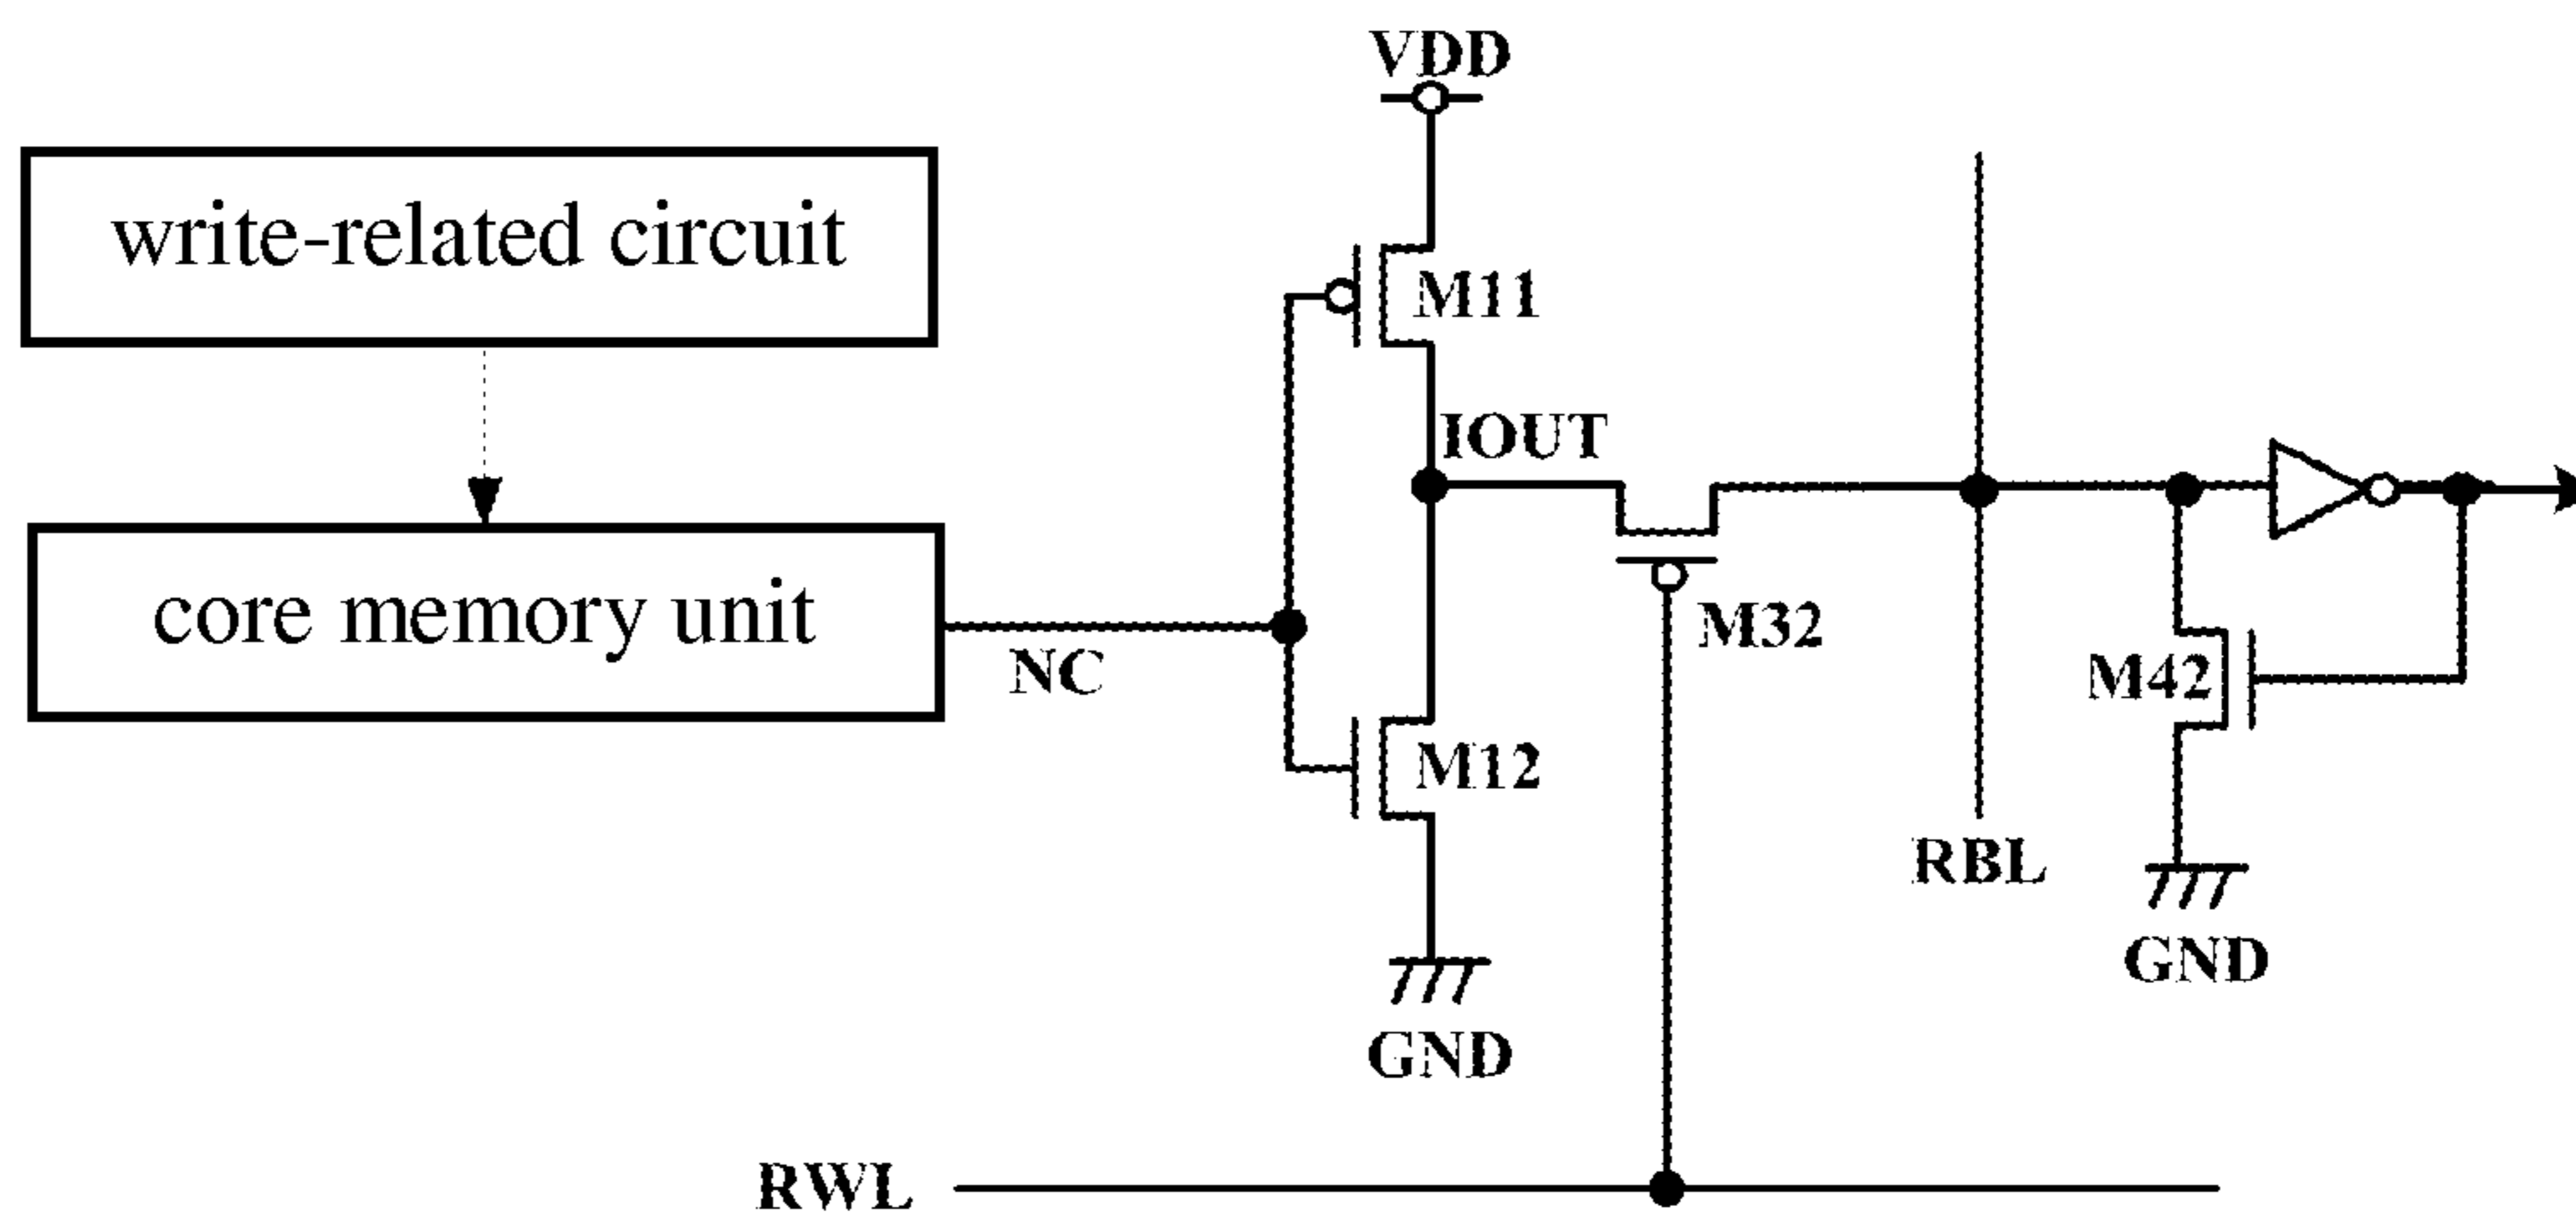 VDD
write-related circuit
M11
IOUT
core memory unit
NC
M32
M42
M12
RBL
GND
GND
RWL